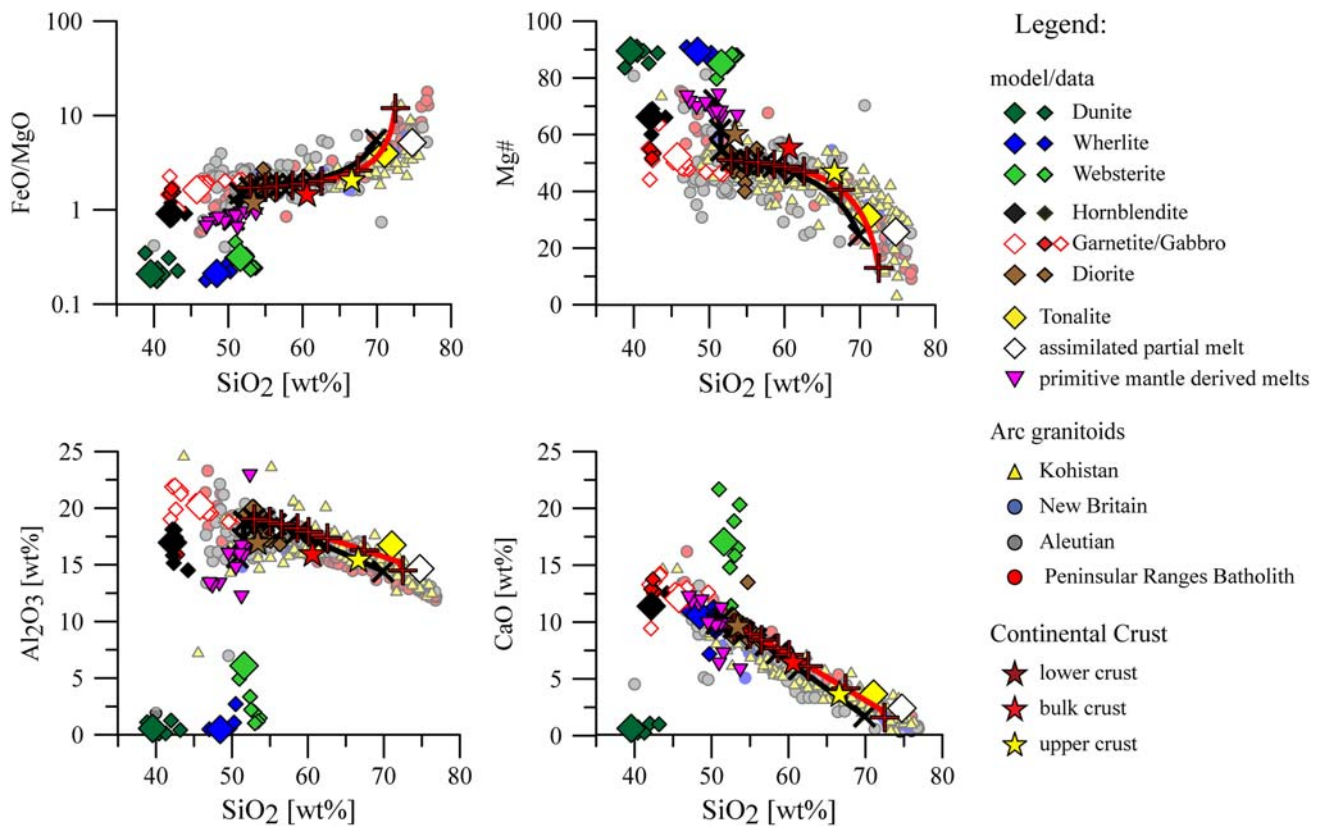 100
10
1
0.1
FeO/MgO
40 50 60 70 80
SiO2 [wt%]
100
80
60
40
20
0
Mg#
40 50 60 70 80
SiO2 [wt%]
25
20
15
10
5
0
Al2O3 [wt%]
40 50 60 70 80
SiO2 [wt%]
25
20
15
10
5
0
CaO [wt%]
40 50 60 70 80
SiO2 [wt%]
Legend:
model/data
Dunite
Wherlite
Websterite
Hornblendite
Garnetite/Gabbro
Diorite
Tonalite
assimilated partial melt
primitive mantle derived melts
Arc granitoids
Kohistan
New Britain
Aleutian
Peninsular Ranges Batholith
Continental Crust
lower crust
bulk crust
upper crust